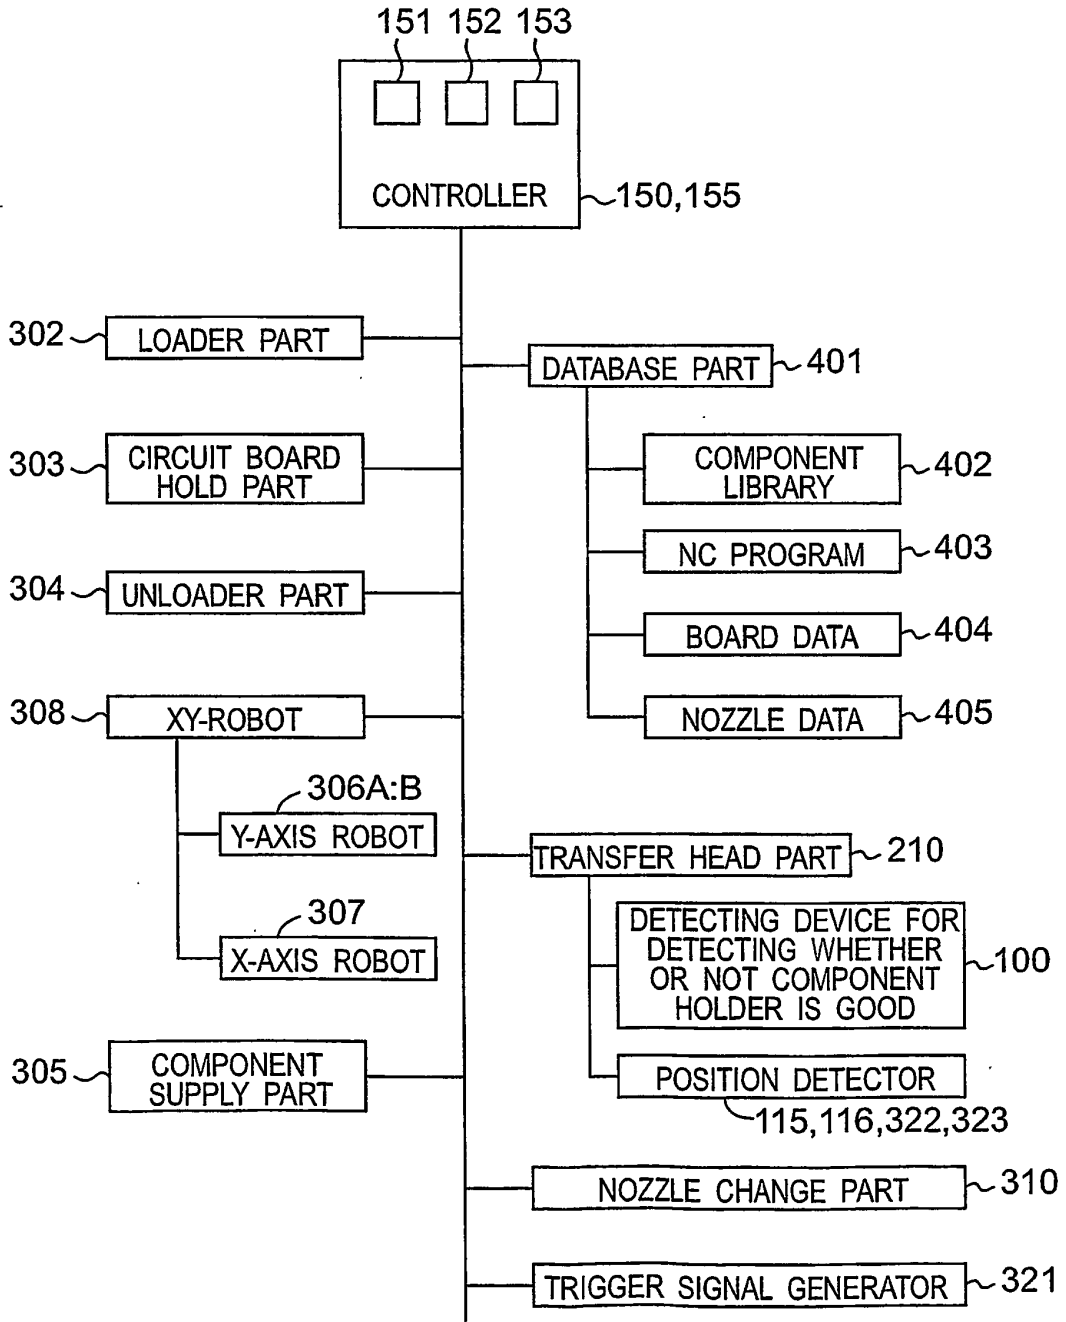 151 152 153
CONTROLLER
150,155
302
LOADER PART
DATABASE PART
401
303
CIRCUIT BOARD
HOLD PART
COMPONENT
LIBRARY
402
NC PROGRAM
403
304
UNLOADER PART
BOARD DATA
404
308
XY-ROBOT
NOZZLE DATA
405
306A:B
Y-AXIS ROBOT
TRANSFER HEAD PART
210
307
X-AXIS ROBOT
DETECTING DEVICE FOR
DETECTING WHETHER
OR NOT COMPONENT
HOLDER IS GOOD
100
305
COMPONENT
SUPPLY PART
POSITION DETECTOR
115,116,322,323
NOZZLE CHANGE PART
310
TRIGGER SIGNAL GENERATOR
321